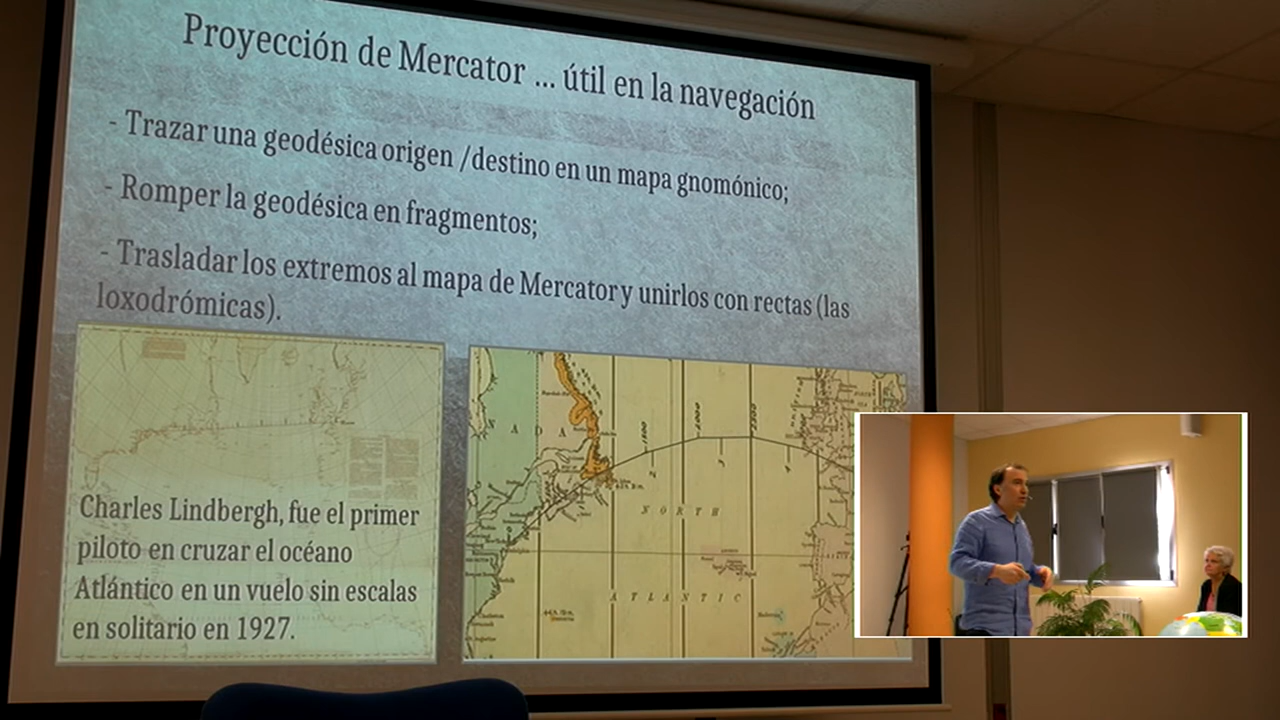 Proyección de Mercator ... útil en la navegación
- Trazar una geodésica origen /destino en un mapa gnomónico;
- Romper la geodésica en fragmentos;
- Trasladar los extremos al mapa de Mercator y unirlos con rectas (las
loxodrómicas).
Charles Lindbergh, fue el primer
piloto en cruzar el océano
Atlántico en un vuelo sin escalas
en solitario en 1927.
N A D A
N O R T H
A T L A N T I C